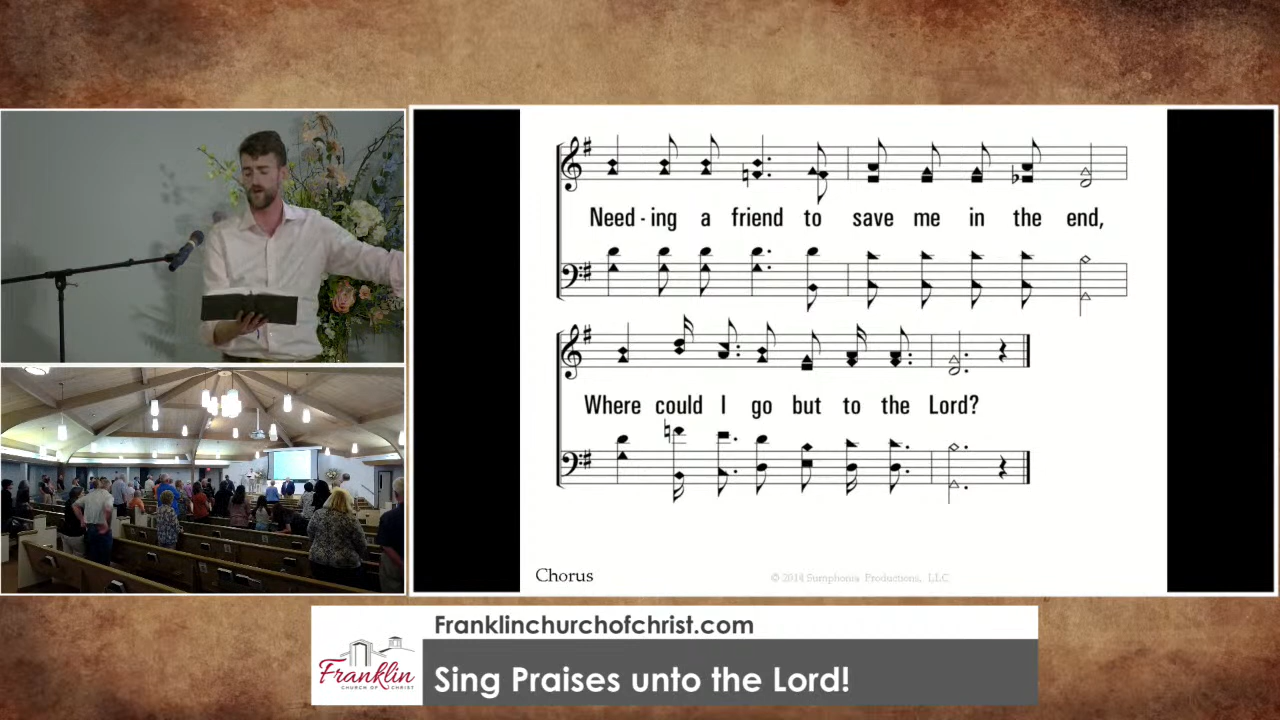 Need - ing a friend to save me in the end,
Where could I go but to the Lord?
Chorus
© 2018 Sumphonia Productions, LLC
Franklin
CHURCH OF CHRIST
Franklinchurchofchrist.com
Sing Praises unto the Lord!